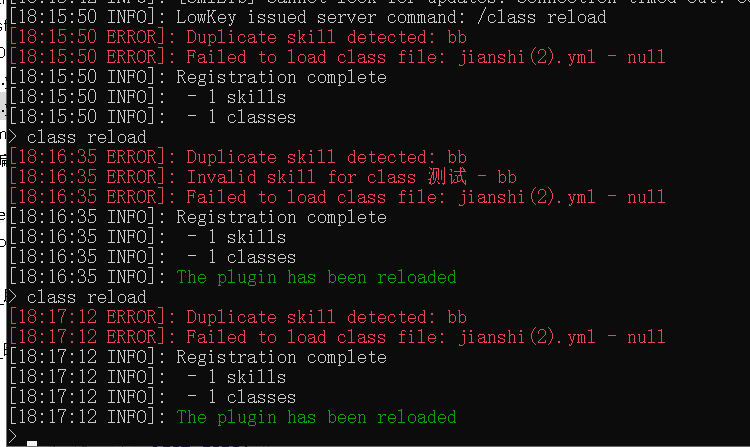 [18:15:50 INFO]: LowKey issued server command: /class reload
[18:15:50 ERROR]: Duplicate skill detected: bb
[18:15:50 ERROR]: Failed to load class file: jianshi(2).yml - null
[18:15:50 INFO]: Registration complete
[18:15:50 INFO]:  - 1 skills
[18:15:50 INFO]:  - 1 classes
> class reload
[18:16:35 ERROR]: Duplicate skill detected: bb
[18:16:35 ERROR]: Invalid skill for class 测试 - bb
[18:16:35 ERROR]: Failed to load class file: jianshi(2).yml - null
[18:16:35 INFO]: Registration complete
[18:16:35 INFO]:  - 1 skills
[18:16:35 INFO]:  - 1 classes
[18:16:35 INFO]: The plugin has been reloaded
> class reload
[18:17:12 ERROR]: Duplicate skill detected: bb
[18:17:12 ERROR]: Failed to load class file: jianshi(2).yml - null
[18:17:12 INFO]: Registration complete
[18:17:12 INFO]:  - 1 skills
[18:17:12 INFO]:  - 1 classes
[18:17:12 INFO]: The plugin has been reloaded
>